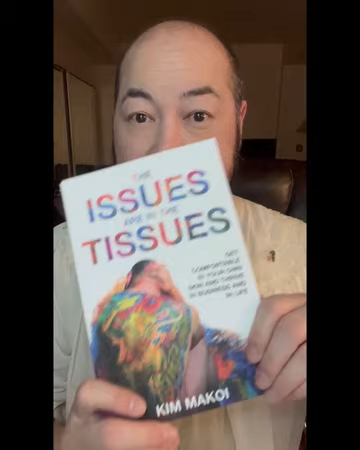 THE
ISSUES
ARE IN THE
TISSUES
GET
COMFORTABLE
IN YOUR OWN
SKIN AND THRIVE
IN BUSINESS AND
IN LIFE
KIM MAKOI